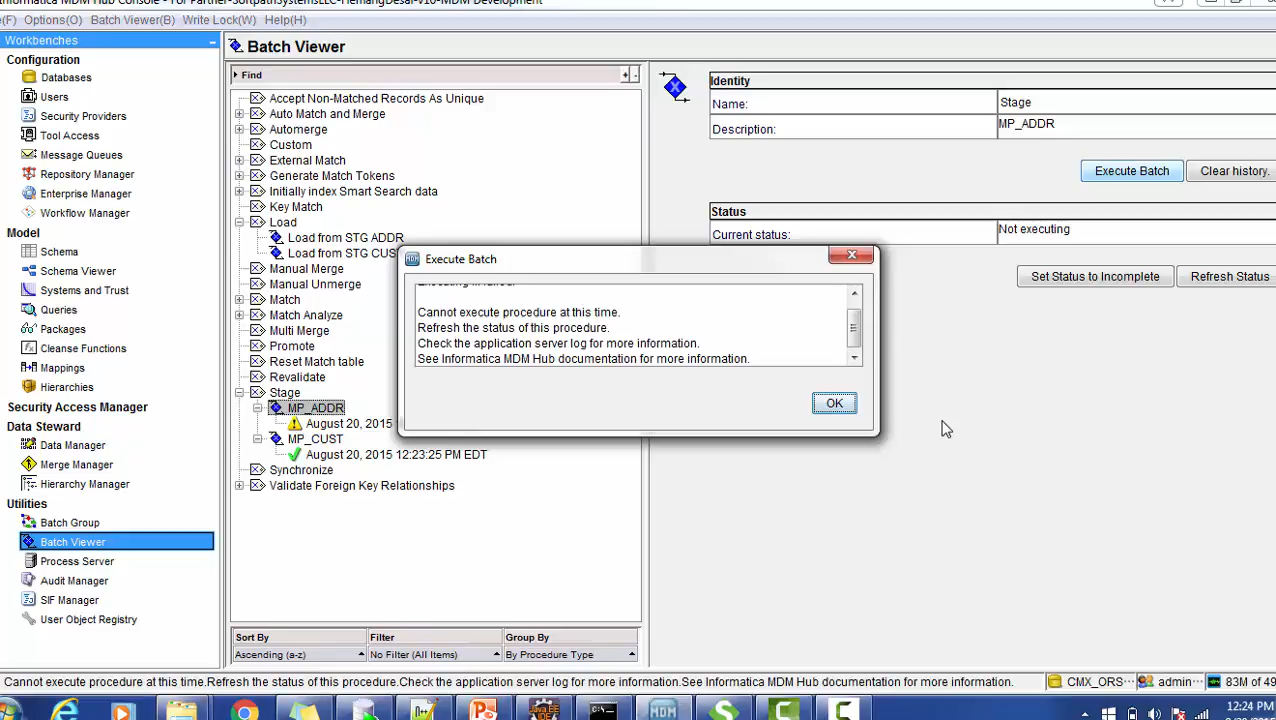 Informatica MDM Hub Console - For Partner-SoftpathSystemsLLC-HemangDesai-v10-MDM Development
(F) Options(O) Batch Viewer(B) Write Lock(W) Help(H)
Workbenches
Configuration
Databases
Users
Security Providers
Tool Access
Message Queues
Repository Manager
Enterprise Manager
Workflow Manager
Model
Schema
Schema Viewer
Systems and Trust
Queries
Packages
Cleanse Functions
Mappings
Hierarchies
Security Access Manager
Data Steward
Data Manager
Merge Manager
Hierarchy Manager
Utilities
Batch Group
Batch Viewer
Process Server
Audit Manager
SIF Manager
User Object Registry
Batch Viewer
Find
Accept Non-Matched Records As Unique
Auto Match and Merge
Automerge
Custom
External Match
Generate Match Tokens
Initially index Smart Search data
Key Match
Load
Load from STG ADDR
Load from STG CUS
Manual Merge
Manual Unmerge
Match
Match Analyze
Multi Merge
Promote
Reset Match table
Revalidate
Stage
MP_ADDR
August 20, 2015
MP_CUST
August 20, 2015 12:23:25 PM EDT
Synchronize
Validate Foreign Key Relationships
Sort By Filter Group By
Ascending (a-z) No Filter (All Items) By Procedure Type
Identity
Name: Stage
Description: MP_ADDR
Execute Batch Clear history.
Status
Current status: Not executing
Set Status to Incomplete Refresh Status
Execute Batch
Cannot execute procedure at this time.
Refresh the status of this procedure.
Check the application server log for more information.
See Informatica MDM Hub documentation for more information.
OK
Cannot execute procedure at this time.Refresh the status of this procedure.Check the application server log for more information.See Informatica MDM Hub documentation for more information.
CMX_ORS··· admin··· 83M of 49
12:24 PM